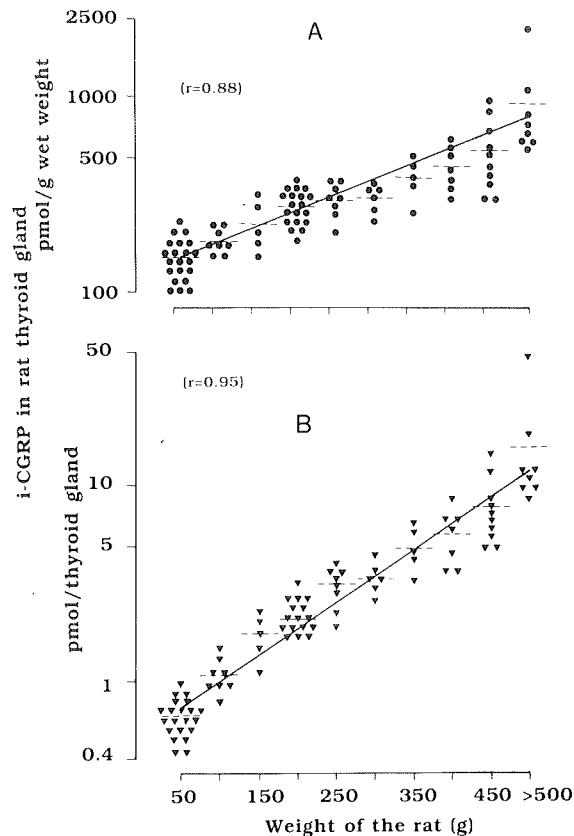 A
(r=0.88)
2500
1000
500
100
i-CGRP in rat thyroid gland
pmol/g wet weight
B
(r=0.95)
50
10
5
1
0.4
pmol/thyroid gland
50 150 250 350 450 >500
Weight of the rat (g)